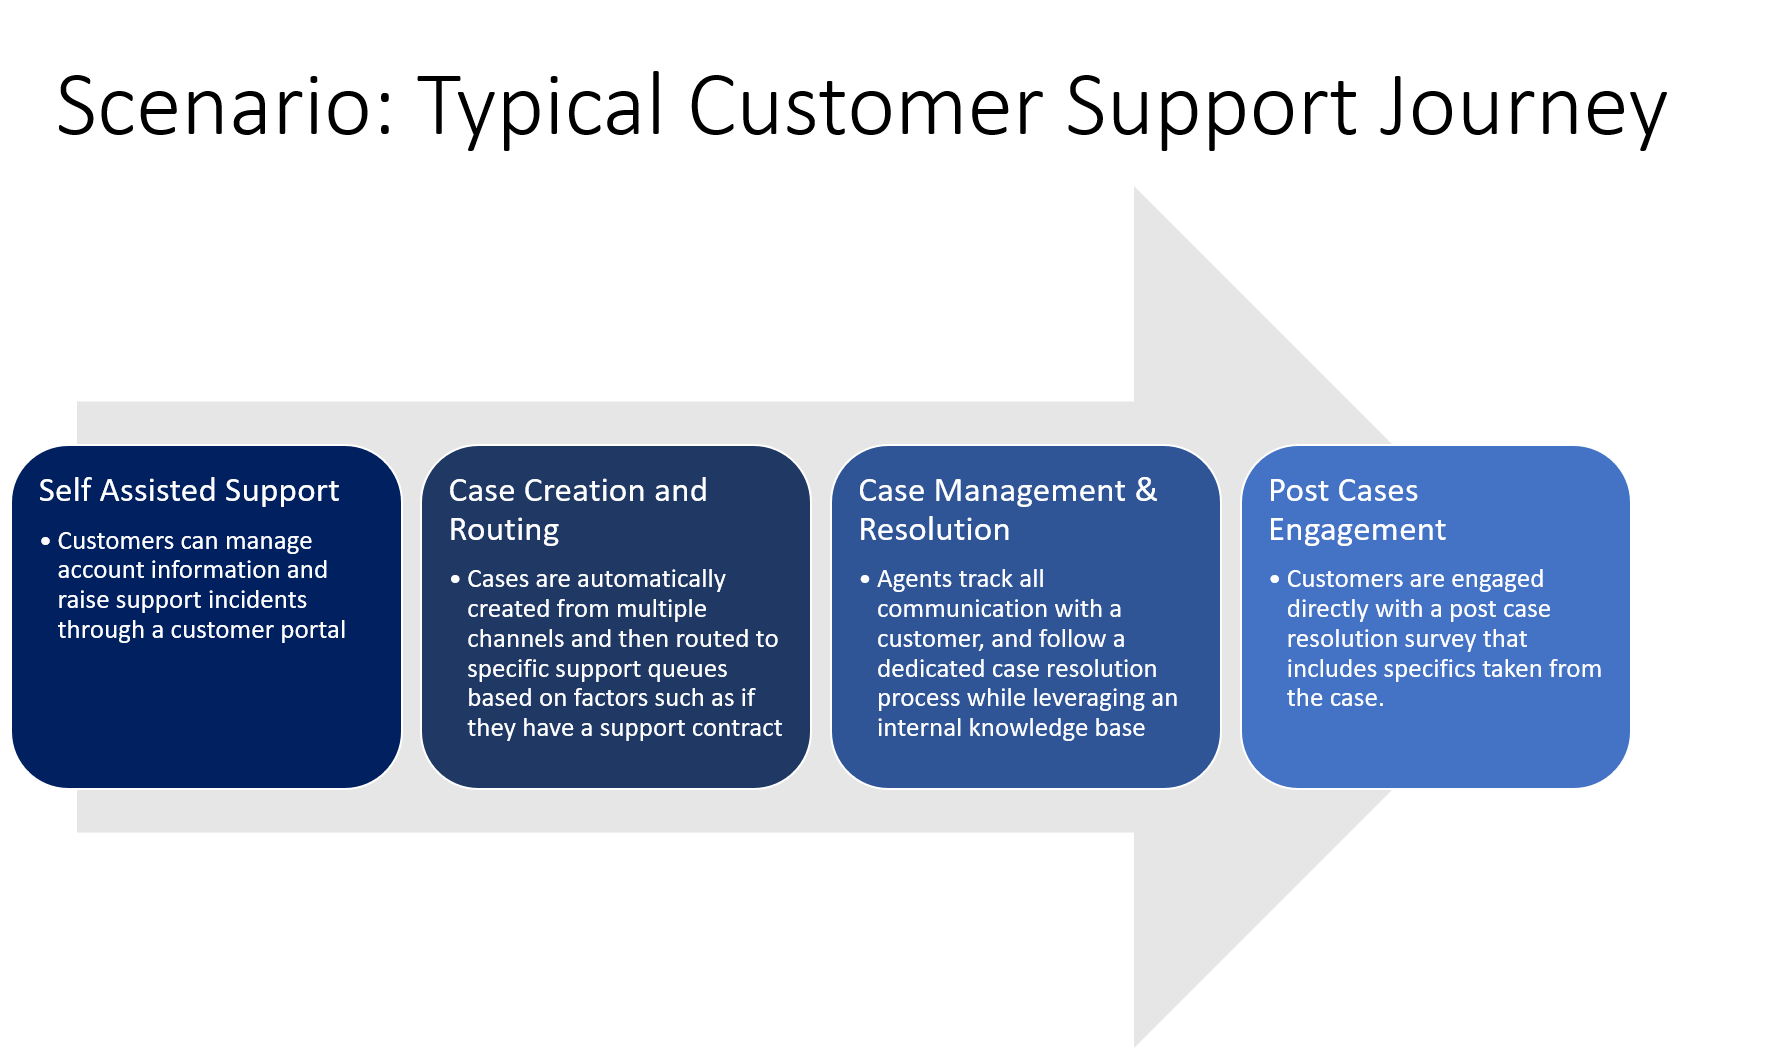 Scenario: Typical Customer Support Journey
Self Assisted Support
• Customers can manage
account information and
raise support incidents
through a customer portal
Case Creation and
Routing
• Cases are automatically
created from multiple
channels and then routed to
specific support queues
based on factors such as if
they have a support contract
Case Management &
Resolution
• Agents track all
communication with a
customer, and follow a
dedicated case resolution
process while leveraging an
internal knowledge base
Post Cases
Engagement
• Customers are engaged
directly with a post case
resolution survey that
includes specifics taken from
the case.